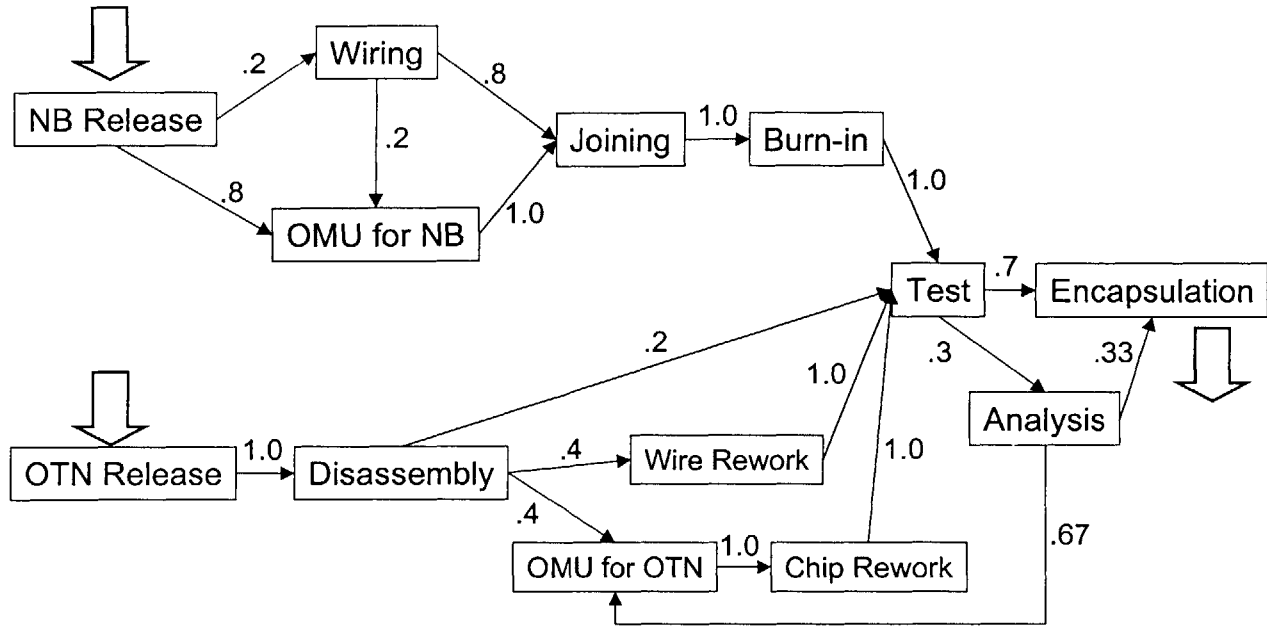 Wiring
.2
.8
NB Release
.2
Joining
1.0
Burn-in
.8
1.0
1.0
OMU for NB
Test
.7
Encapsulation
.2
.3
.33
1.0
Analysis
OTN Release
1.0
Disassembly
.4
Wire Rework
1.0
.4
.67
OMU for OTN
1.0
Chip Rework